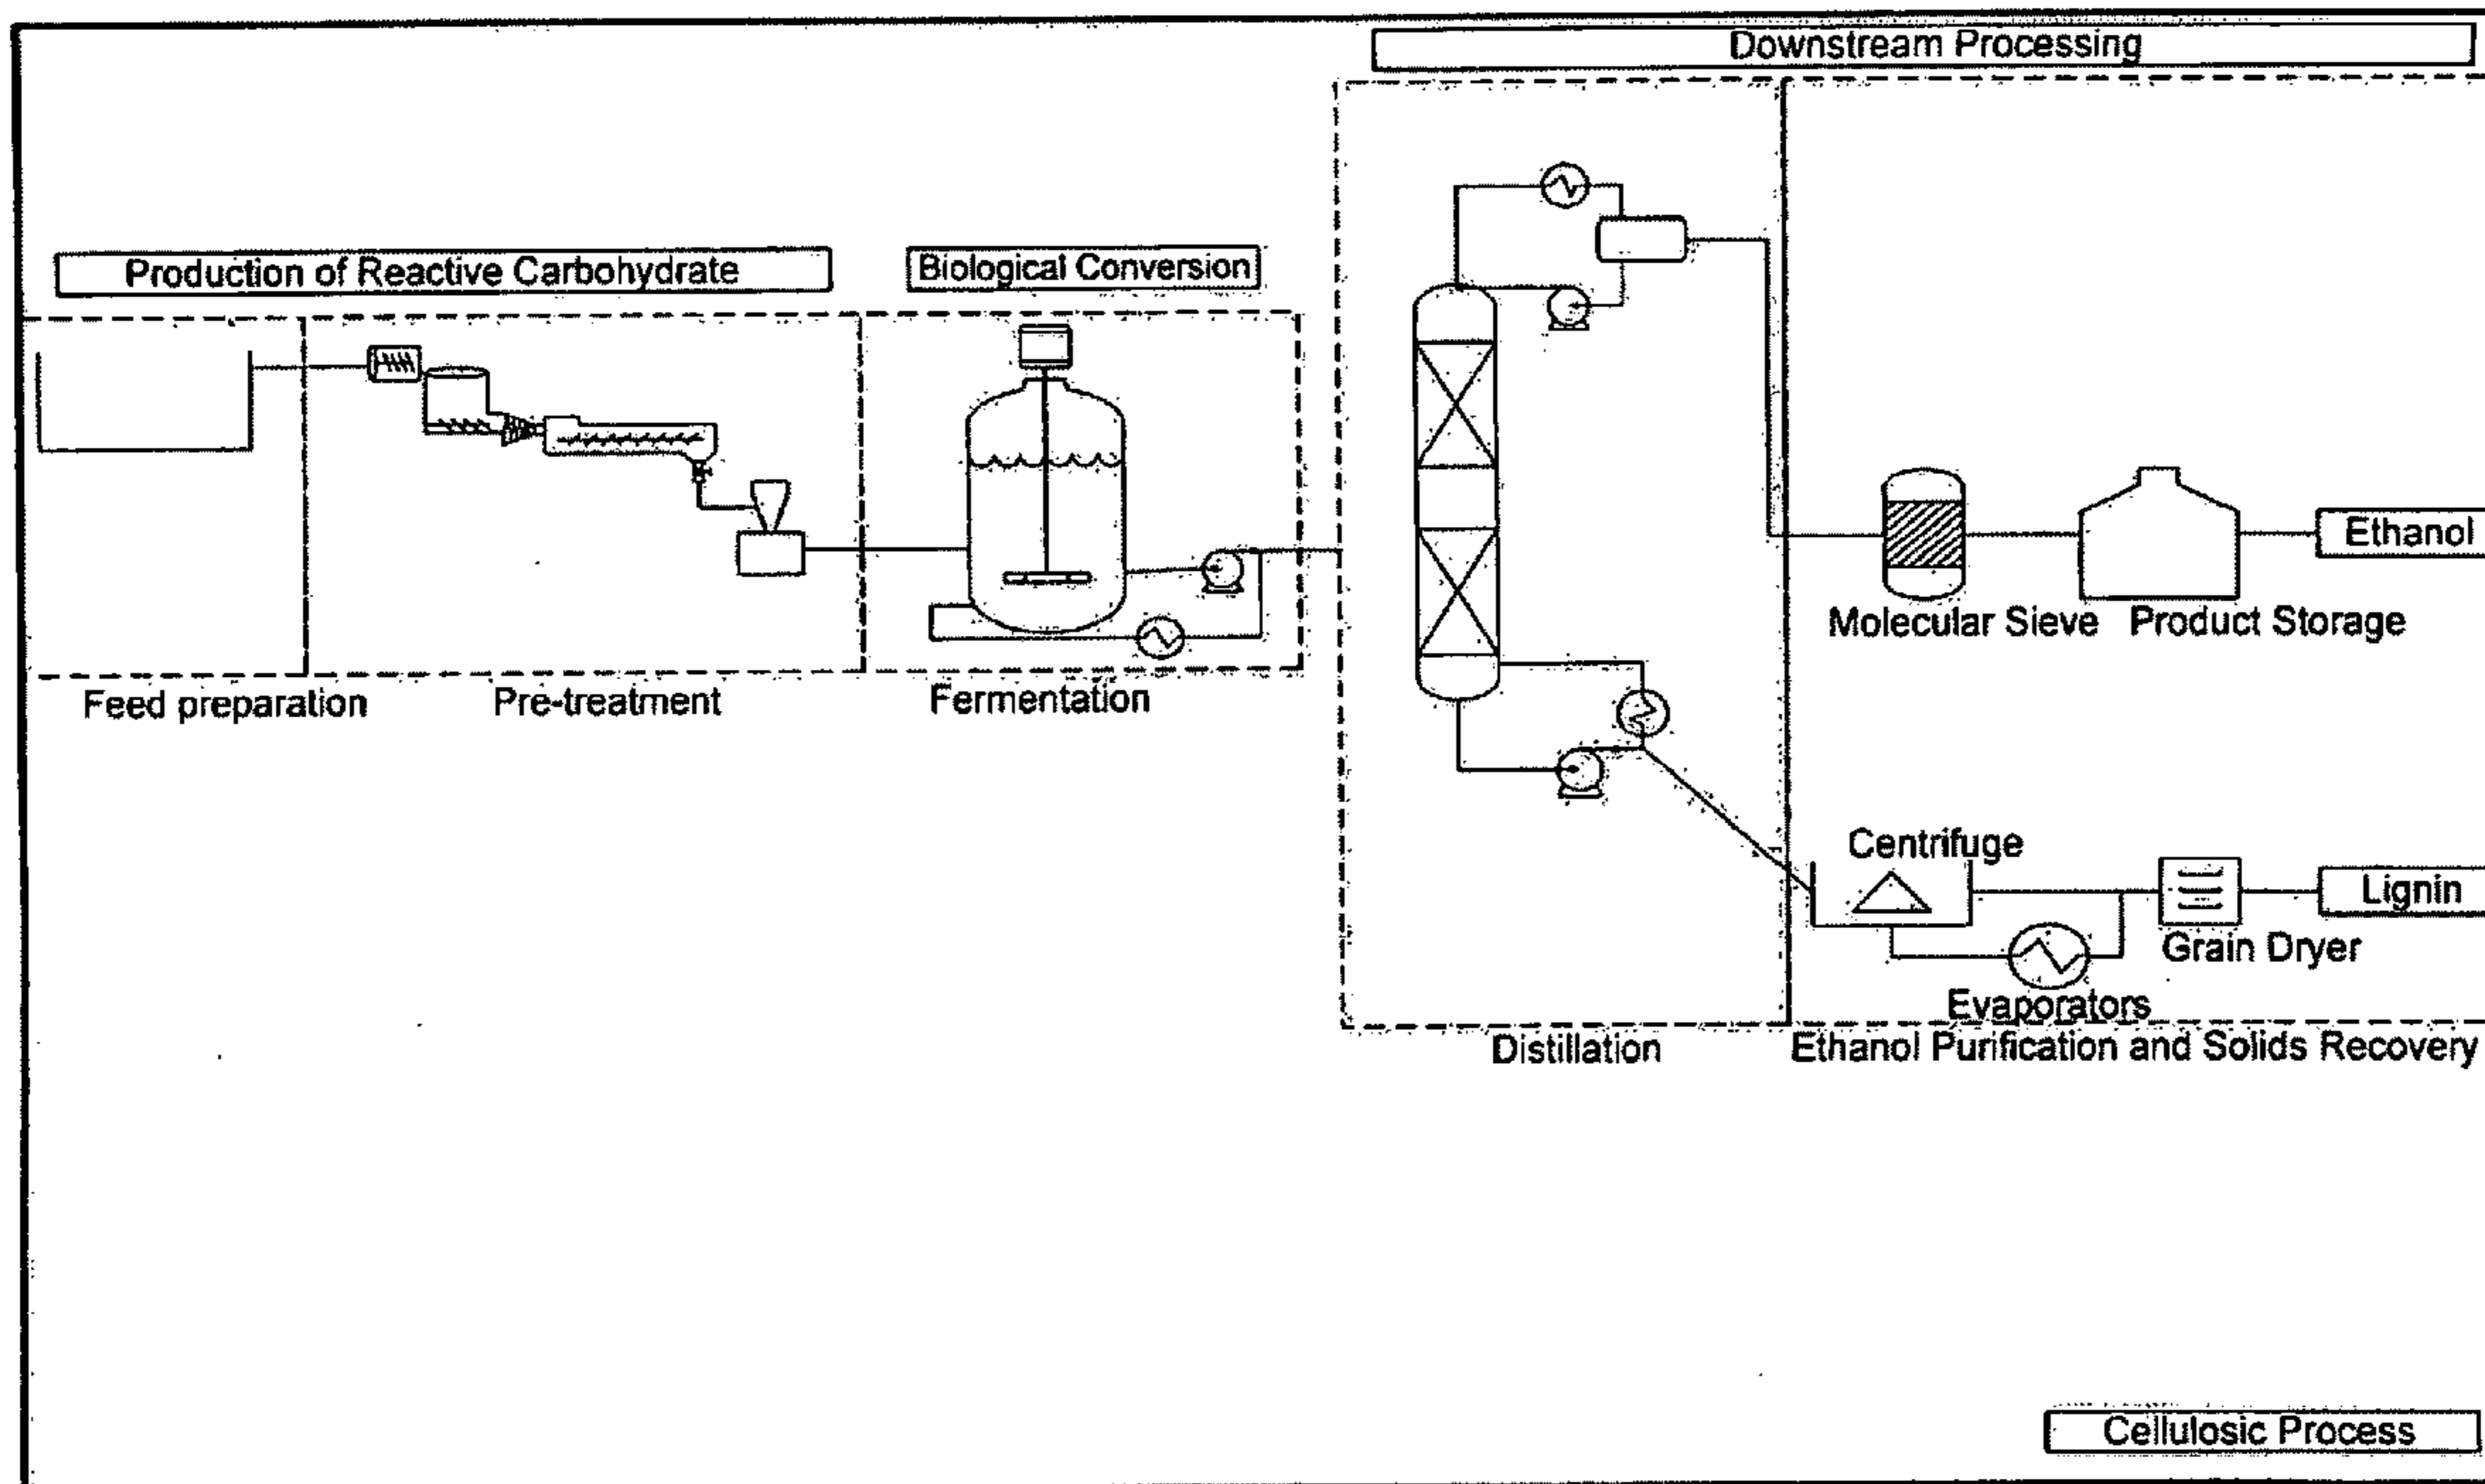 Downstream Processing
Production of Reactive Carbohydrate
Biological Conversion
Feed preparation
Pre-treatment
Fermentation
Ethanol
Molecular Sieve
Product Storage
Centrifuge
Lignin
Grain Dryer
Evaporators
Distillation
Ethanol Purification and Solids Recovery
Cellulosic Process